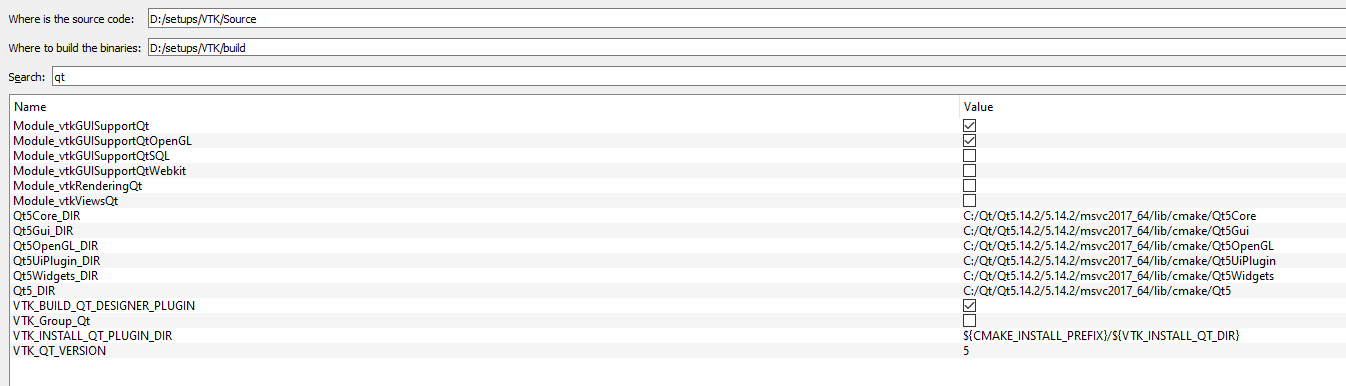 Where is the source code: D:/setups/VTK/Source
Where to build the binaries: D:/setups/VTK/build
Search: qt
Name Value
Module_vtkGUISupportQt
Module_vtkGUISupportQtOpenGL
Module_vtkGUISupportQtSQL
Module_vtkGUISupportQtWebkit
Module_vtkRenderingQt
Module_vtkViewsQt
Qt5Core_DIR C:/Qt/Qt5.14.2/5.14.2/msvc2017_64/lib/cmake/Qt5Core
Qt5Gui_DIR C:/Qt/Qt5.14.2/5.14.2/msvc2017_64/lib/cmake/Qt5Gui
Qt5OpenGL_DIR C:/Qt/Qt5.14.2/5.14.2/msvc2017_64/lib/cmake/Qt5OpenGL
Qt5UiPlugin_DIR C:/Qt/Qt5.14.2/5.14.2/msvc2017_64/lib/cmake/Qt5UiPlugin
Qt5Widgets_DIR C:/Qt/Qt5.14.2/5.14.2/msvc2017_64/lib/cmake/Qt5Widgets
Qt5_DIR C:/Qt/Qt5.14.2/5.14.2/msvc2017_64/lib/cmake/Qt5
VTK_BUILD_QT_DESIGNER_PLUGIN
VTK_Group_Qt
VTK_INSTALL_QT_PLUGIN_DIR ${CMAKE_INSTALL_PREFIX}/${VTK_INSTALL_QT_DIR}
VTK_QT_VERSION 5